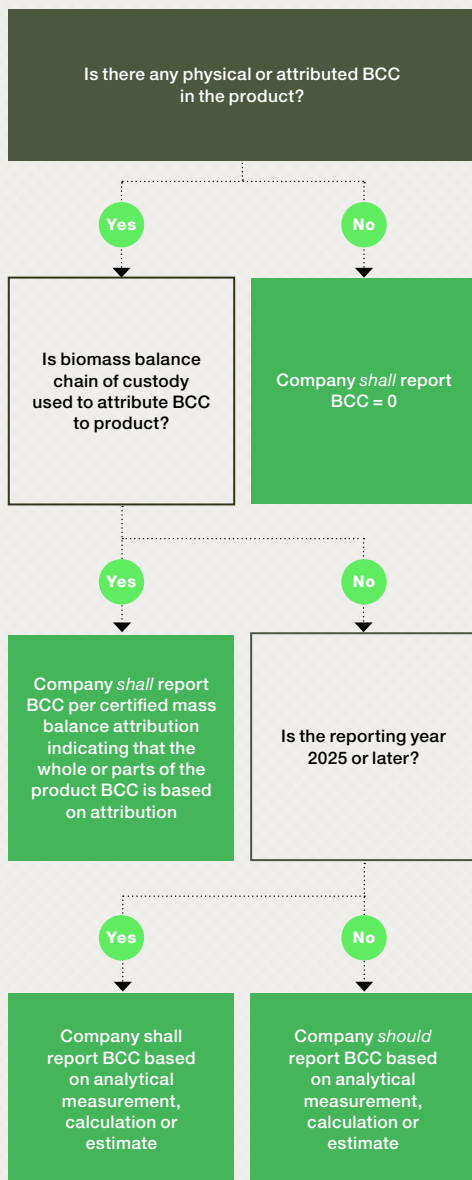 Is there any physical or attributed BCC
in the product?
Yes
No
Is biomass balance
chain of custody
used to attribute BCC
to product?
Company shall report
BCC = 0
Yes
No
Company shall report
BCC per certified mass
balance attribution
indicating that the
whole or parts of the
product BCC is based
on attribution
Is the reporting year
2025 or later?
Yes
No
Company shall
report BCC based
on analytical
measurement,
calculation or
estimate
Company should
report BCC based
on analytical
measurement,
calculation or
estimate